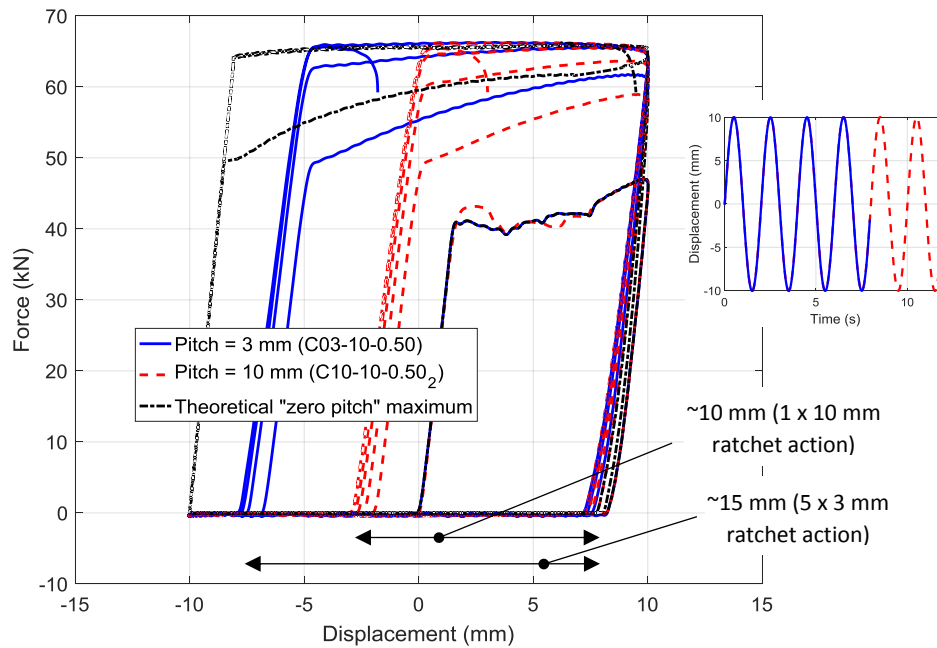 70
60
50
40
30
20
10
0
-10
Force (kN)
-15
-10
-5
0
5
10
15
Displacement (mm)
Pitch = 3 mm (C03-10-0.50)
Pitch = 10 mm (C10-10-0.50₂)
Theoretical "zero pitch" maximum
10
5
0
-5
-10
Displacement (mm)
0
5
10
Time (s)
~10 mm (1 x 10 mm
ratchet action)
~15 mm (5 x 3 mm
ratchet action)